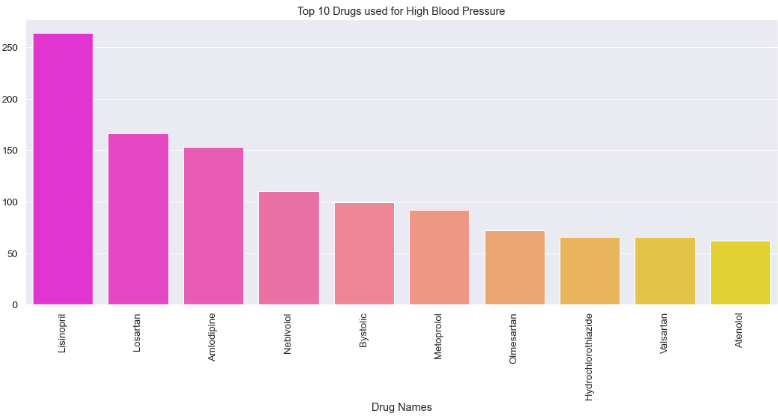 Top 10 Drugs used for High Blood Pressure
250
200
150
100
50
0
Lisinopril
Losartan
Amlodipine
Nebivolol
Bystolic
Metoprolol
Olmesartan
Hydrochlorothiazide
Valsartan
Atenolol
Drug Names